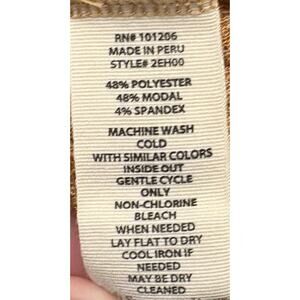 RN# 101206
MADE IN PERU
STYLE# 2EH00
48% POLYESTER
48% MODAL
4% SPANDEX
MACHINE WASH
COLD
WITH SIMILAR COLORS
INSIDE OUT
GENTLE CYCLE
ONLY
NON-CHLORINE
BLEACH
WHEN NEEDED
LAY FLAT TO DRY
COOL IRON IF
NEEDED
MAY BE DRY
CLEANED